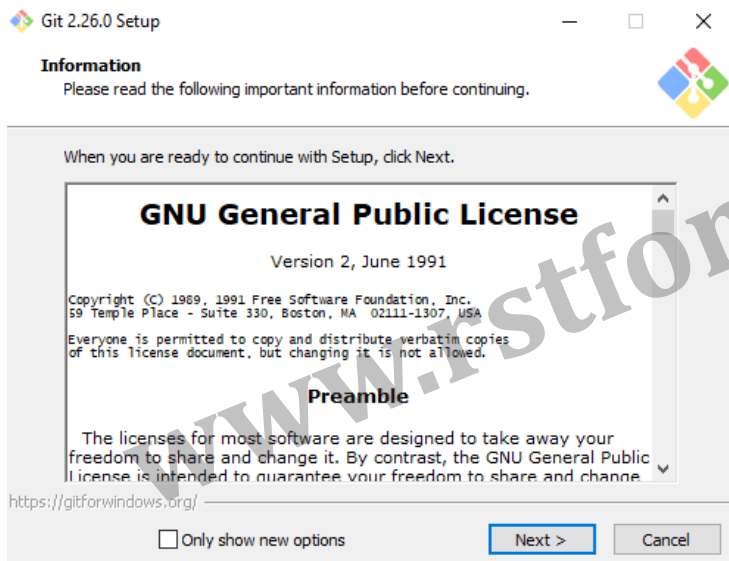 Git 2.26.0 Setup
Information
Please read the following important information before continuing.
When you are ready to continue with Setup, click Next.
GNU General Public License
Version 2, June 1991
Copyright (C) 1989, 1991 Free Software Foundation, Inc.
59 Temple Place - Suite 330, Boston, MA 02111-1307, USA
Everyone is permitted to copy and distribute verbatim copies
of this license document, but changing it is not allowed.
Preamble
The licenses for most software are designed to take away your
freedom to share and change it. By contrast, the GNU General Public
License is intended to guarantee your freedom to share and change
www.rstfor
https://gitforwindows.org/
Only show new options
Next >
Cancel